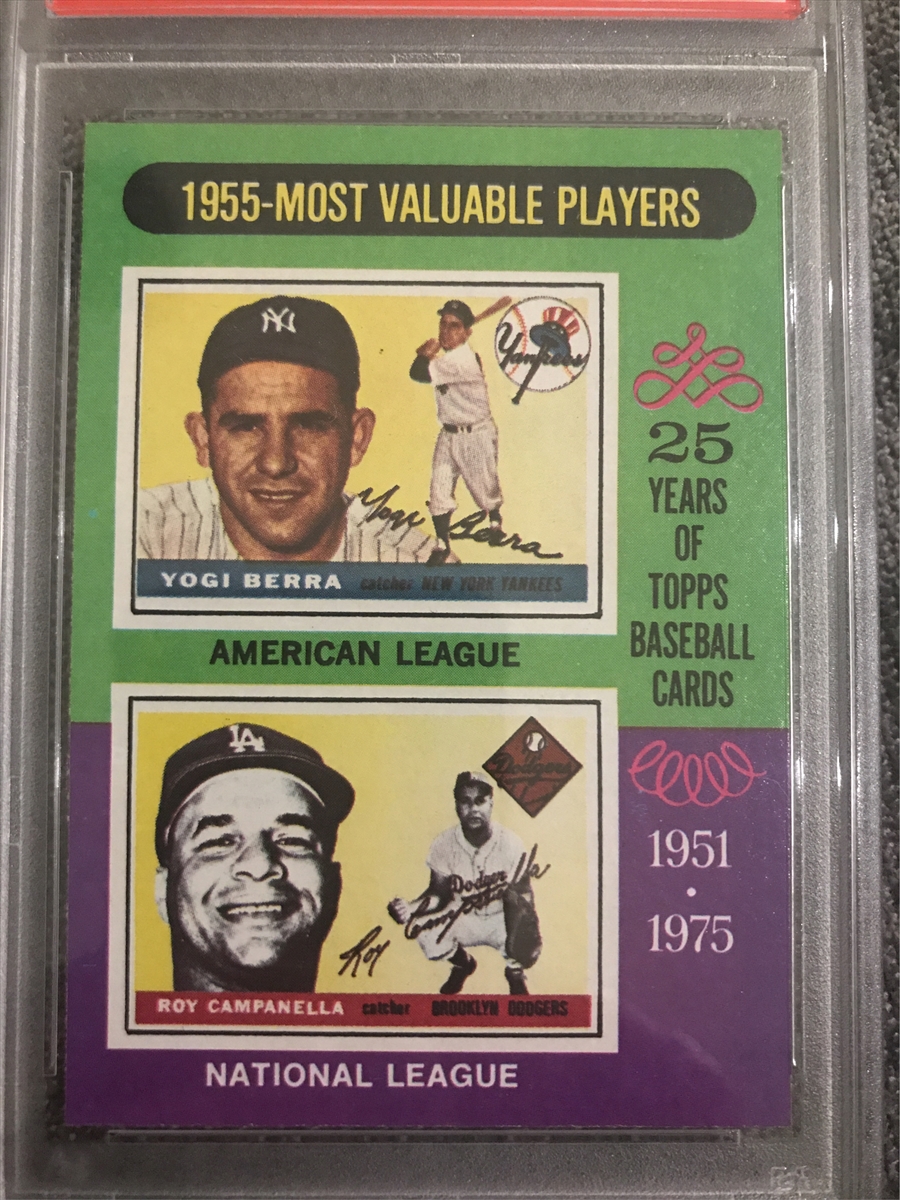 1955-MOST VALUABLE PLAYERS
NY
Yankees
Yogi Berra
YOGI BERRA catcher NEW YORK YANKEES
AMERICAN LEAGUE
25
YEARS
OF
TOPPS
BASEBALL
CARDS
LA
Dodgers
Dodgers
Roy Campanella
ROY CAMPANELLA catcher BROOKLYN DODGERS
NATIONAL LEAGUE
1951
•
1975